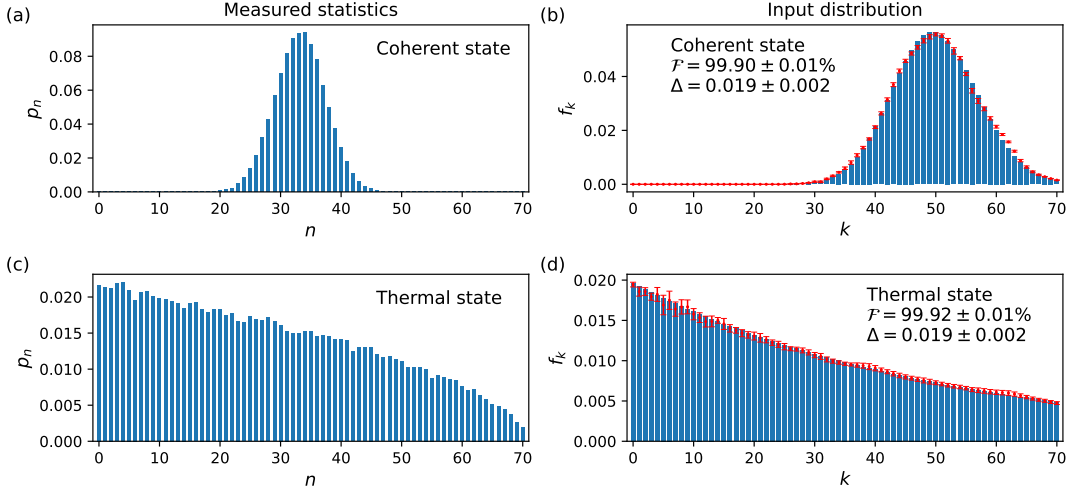 (a)
Measured statistics
Coherent state
0.08
0.06
0.04
0.02
0.00
pₙ
0 10 20 30 40 50 60 70
n
(b)
Input distribution
Coherent state
ℱ = 99.90 ± 0.01%
Δ = 0.019 ± 0.002
0.04
0.02
0.00
fₖ
0 10 20 30 40 50 60 70
k
(c)
Thermal state
0.020
0.015
0.010
0.005
0.000
pₙ
0 10 20 30 40 50 60 70
n
(d)
Thermal state
ℱ = 99.92 ± 0.01%
Δ = 0.019 ± 0.002
0.020
0.015
0.010
0.005
0.000
fₖ
0 10 20 30 40 50 60 70
k